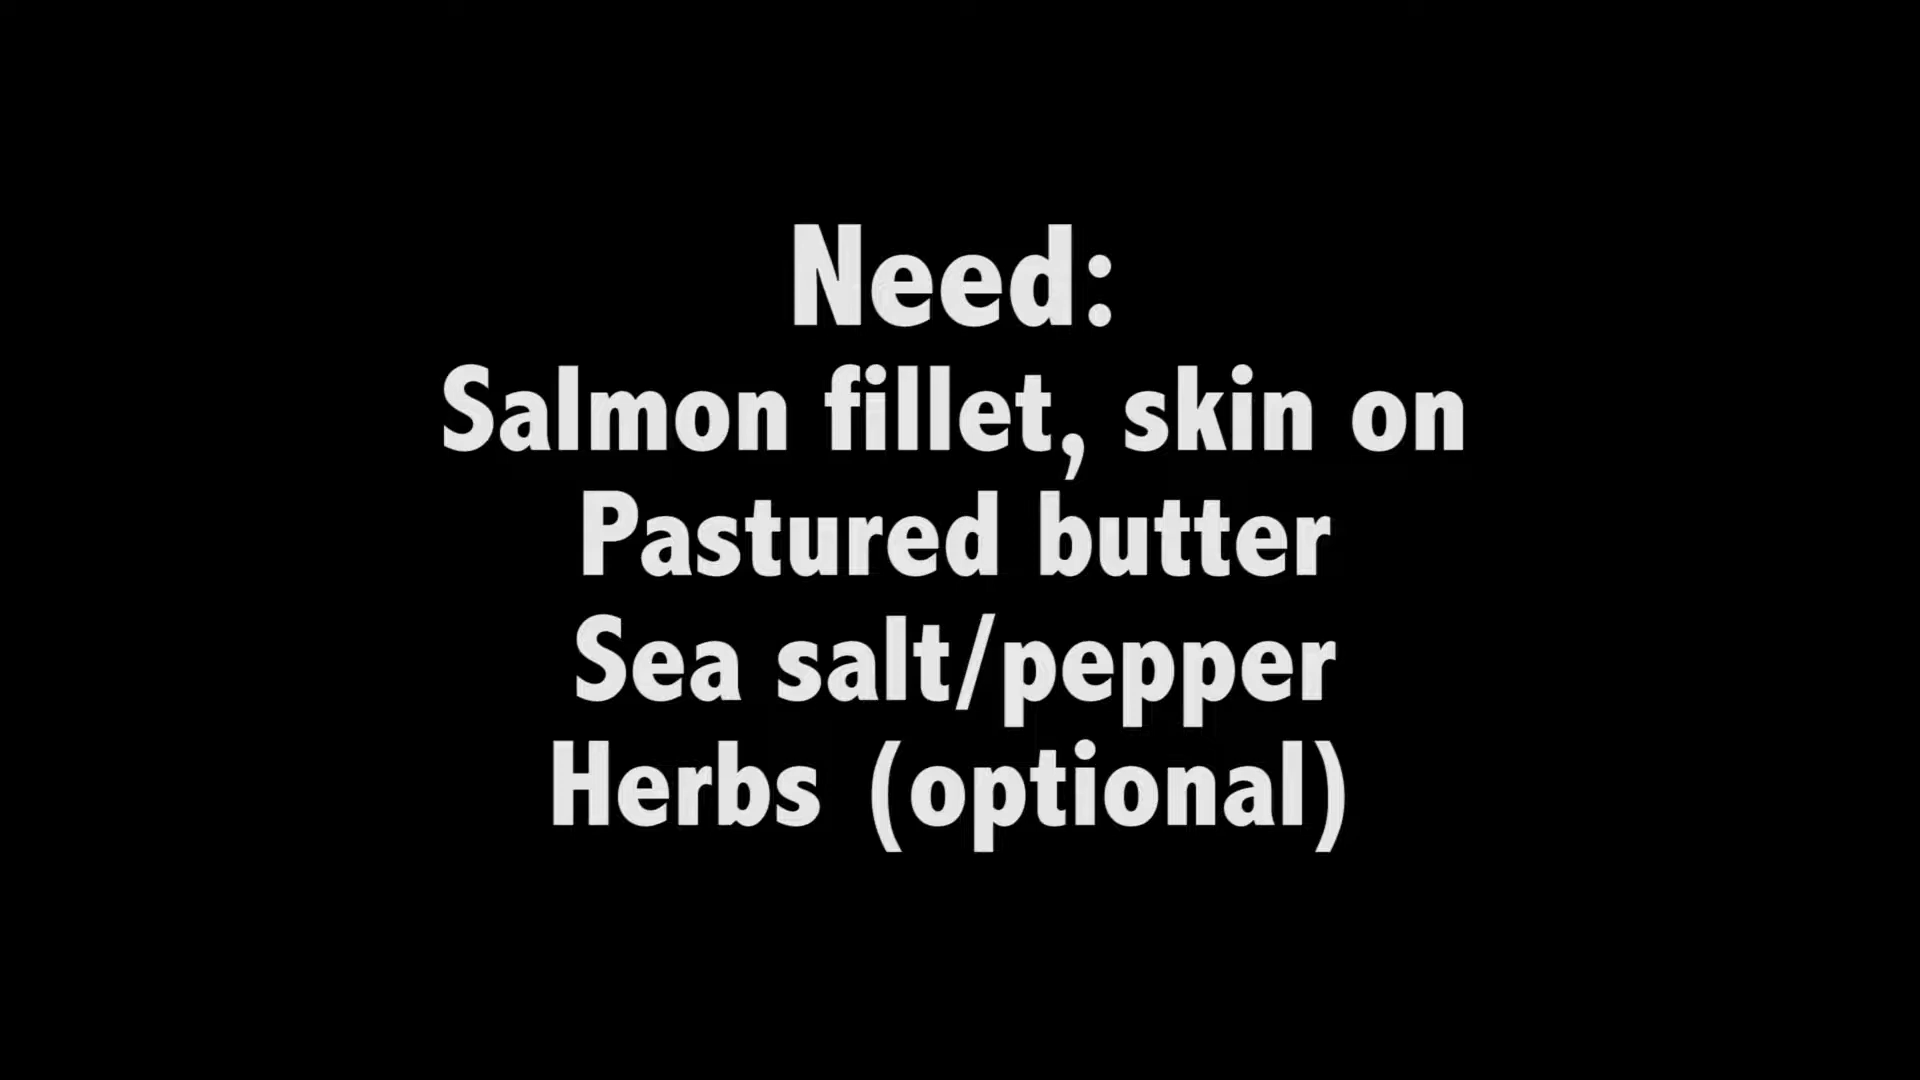 Need:
Salmon fillet, skin on
Pastured butter
Sea salt/pepper
Herbs (optional)